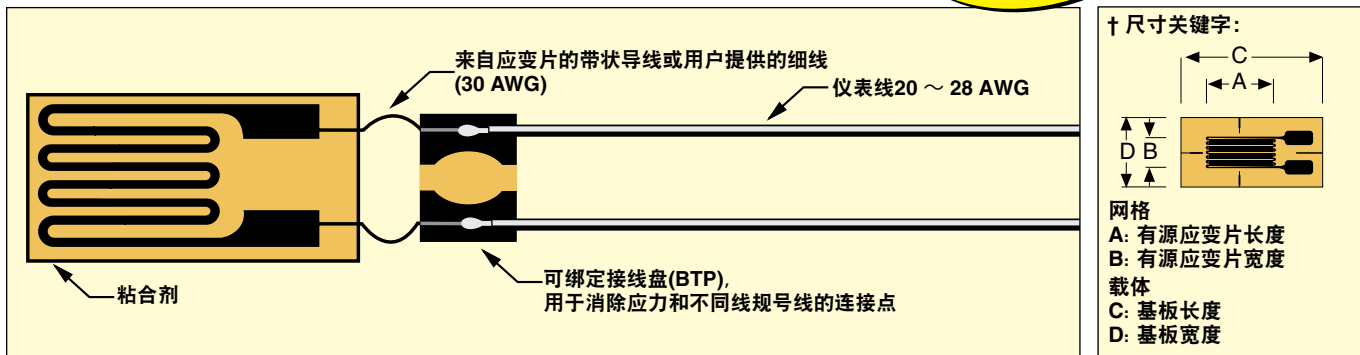 来自应变片的带状导线或用户提供的细线
(30 AWG)
仪表线20 ～ 28 AWG
粘合剂
可绑定接线盘(BTP),
用于消除应力和不同线规号线的连接点
† 尺寸关键字:
C
A
D B
网格
A: 有源应变片长度
B: 有源应变片宽度
载体
C: 基板长度
D: 基板宽度